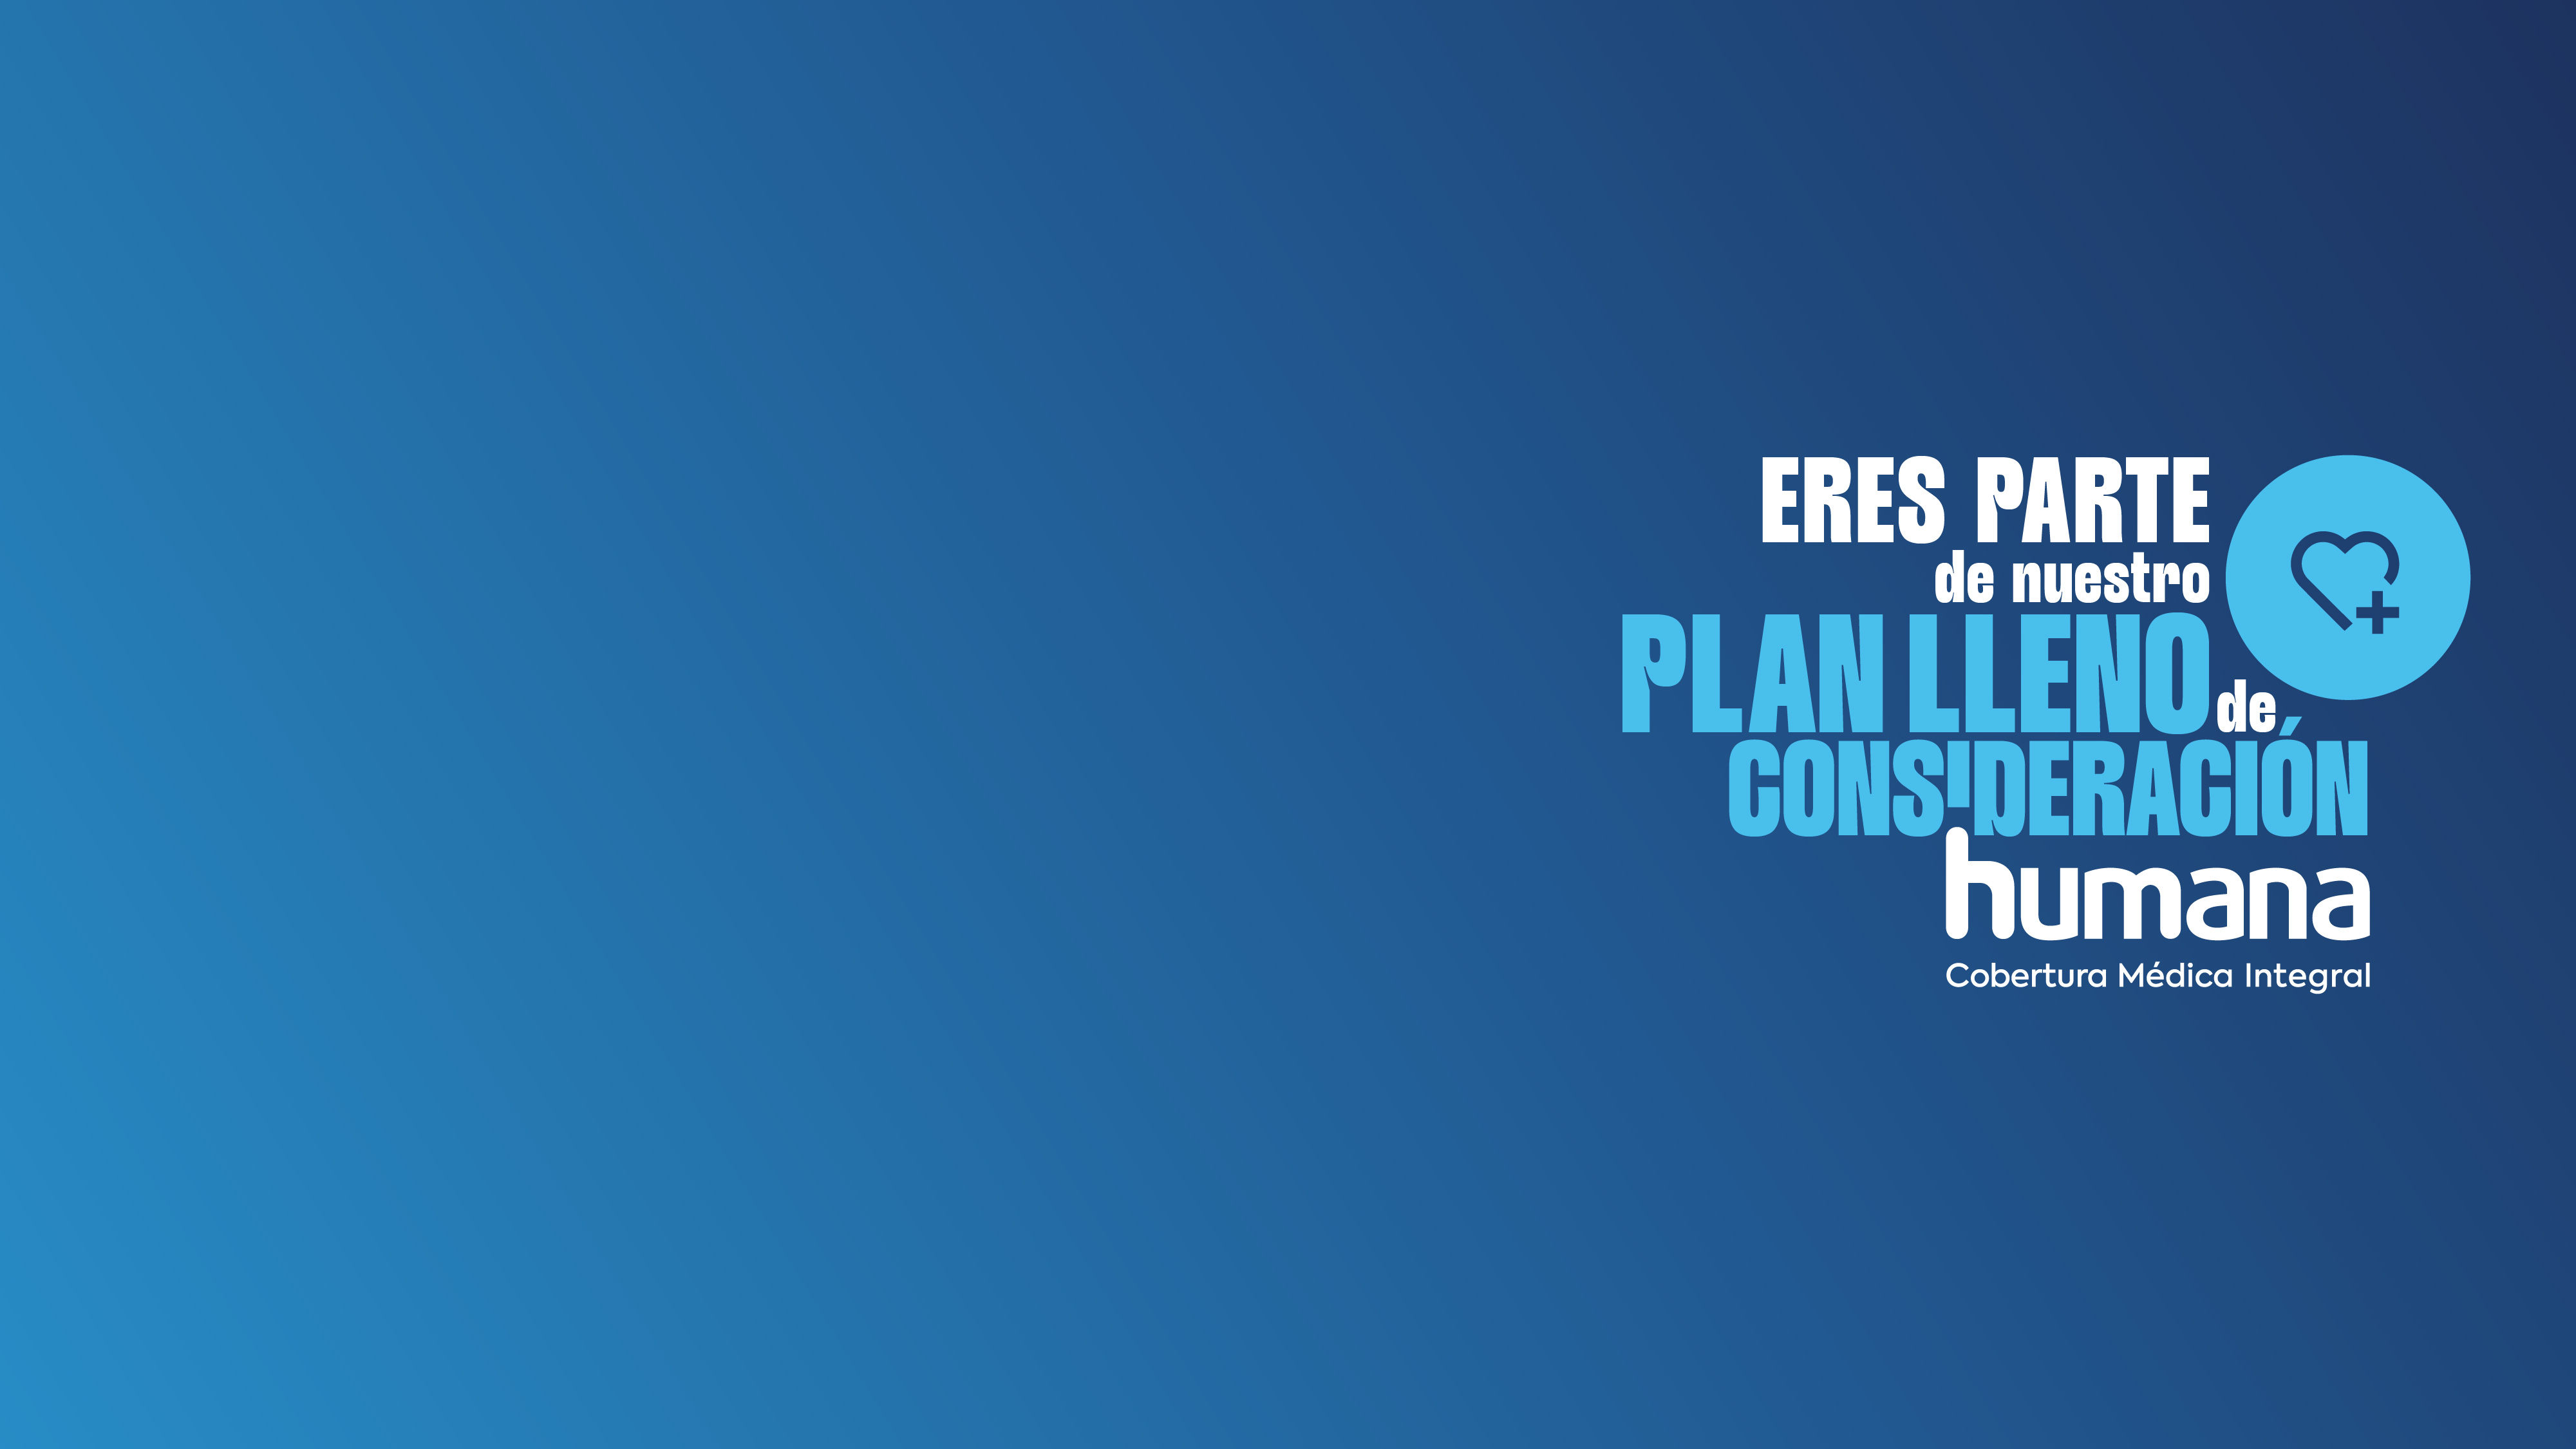 ERES PARTE
de nuestro
PLAN LLENO de
CONSIDERACIÓN
humana
Cobertura Médica Integral